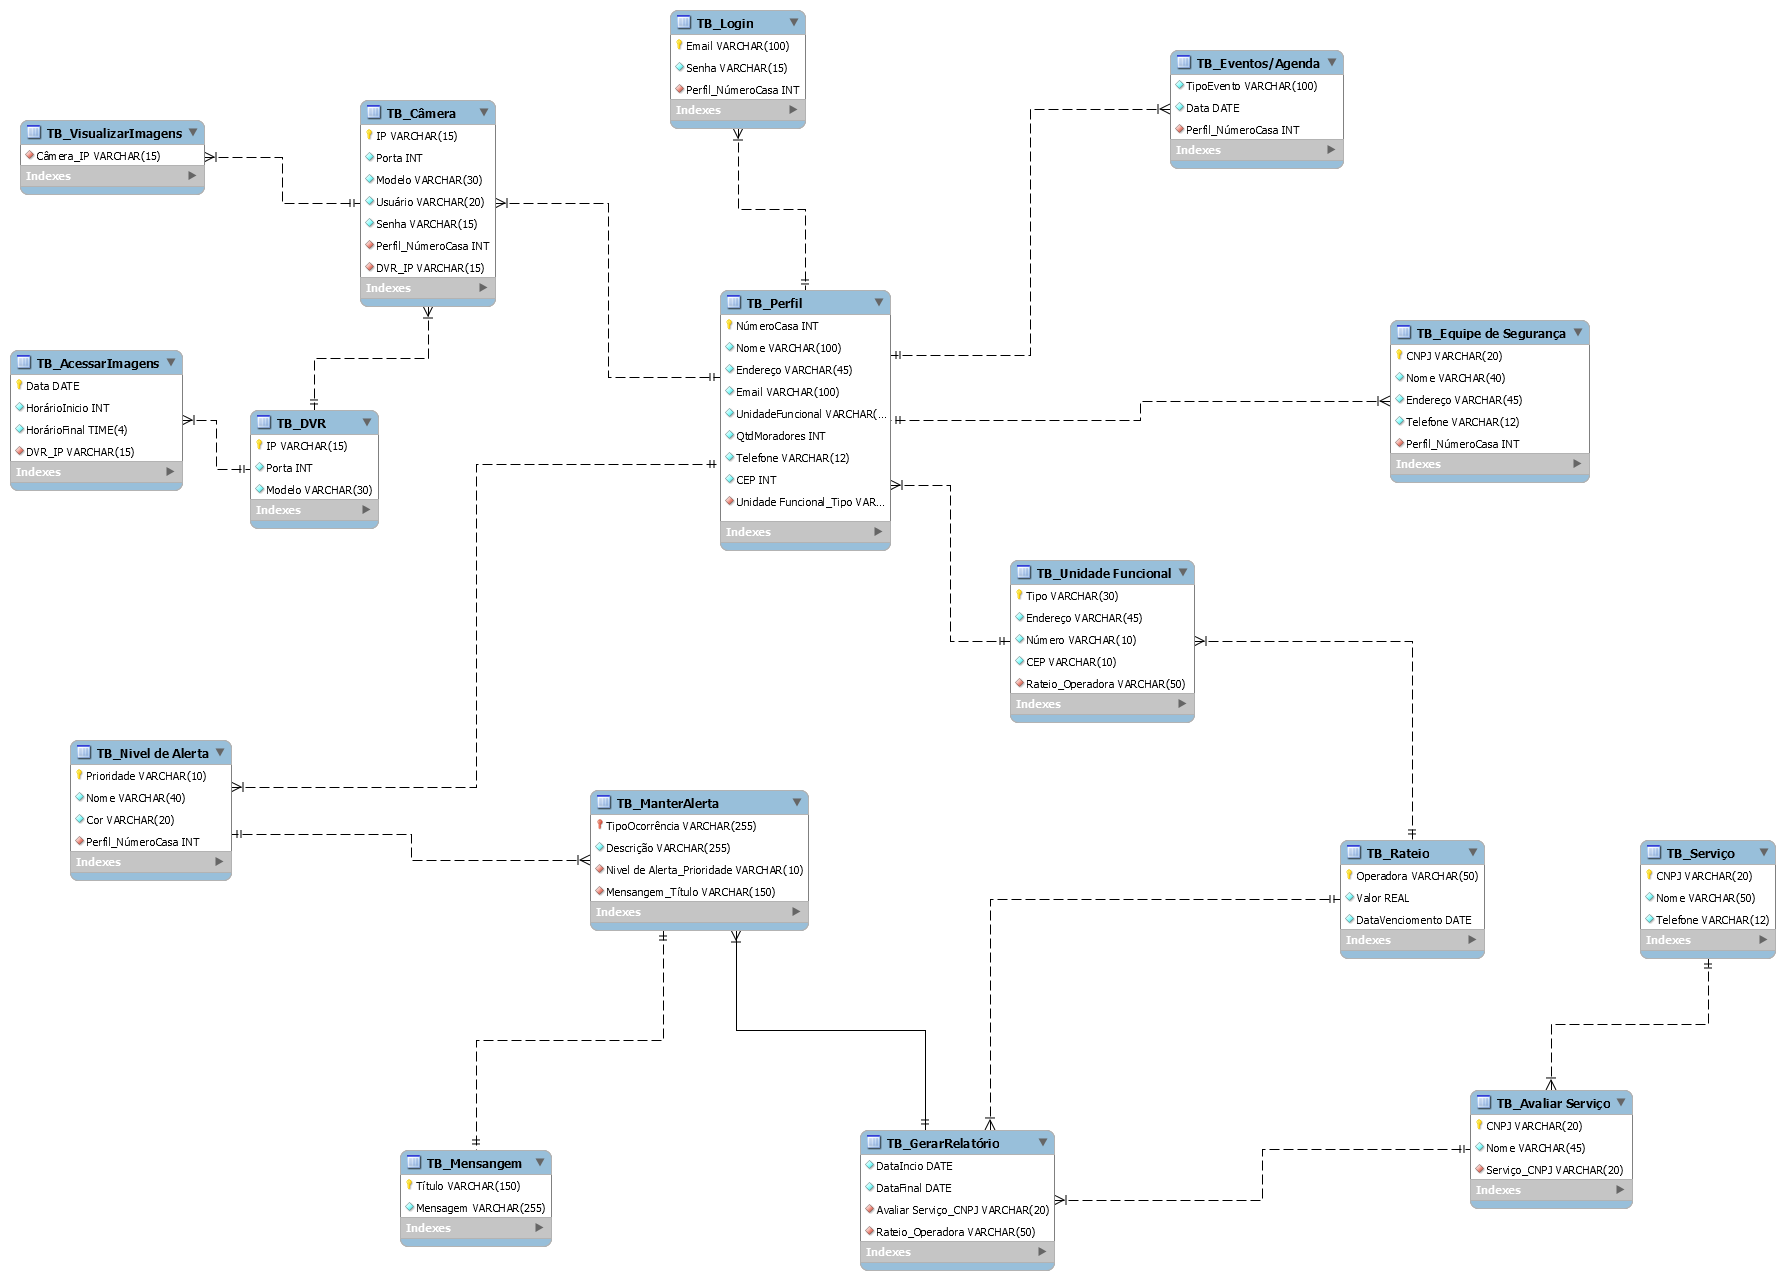 TB_Login
Email VARCHAR(100)
Senha VARCHAR(15)
Perfil_NúmeroCasa INT
Indexes
TB_Eventos/Agenda
TipoEvento VARCHAR(100)
Data DATE
Perfil_NúmeroCasa INT
Indexes
TB_Câmera
IP VARCHAR(15)
Porta INT
Modelo VARCHAR(30)
Usuário VARCHAR(20)
Senha VARCHAR(15)
Perfil_NúmeroCasa INT
DVR_IP VARCHAR(15)
Indexes
TB_VisualizarImagens
Câmera_IP VARCHAR(15)
Indexes
TB_Perfil
NúmeroCasa INT
Nome VARCHAR(100)
Endereço VARCHAR(45)
Email VARCHAR(100)
UnidadeFuncional VARCHAR(...
QtdMoradores INT
Telefone VARCHAR(12)
CEP INT
Unidade Funcional_Tipo VAR...
Indexes
TB_Equipe de Segurança
CNPJ VARCHAR(20)
Nome VARCHAR(40)
Endereço VARCHAR(45)
Telefone VARCHAR(12)
Perfil_NúmeroCasa INT
Indexes
TB_AcessarImagens
Data DATE
HorárioInicio INT
HorárioFinal TIME(4)
DVR_IP VARCHAR(15)
Indexes
TB_DVR
IP VARCHAR(15)
Porta INT
Modelo VARCHAR(30)
Indexes
TB_Unidade Funcional
Tipo VARCHAR(30)
Endereço VARCHAR(45)
Número VARCHAR(10)
CEP VARCHAR(10)
Rateio_Operadora VARCHAR(50)
Indexes
TB_Nivel de Alerta
Prioridade VARCHAR(10)
Nome VARCHAR(40)
Cor VARCHAR(20)
Perfil_NúmeroCasa INT
Indexes
TB_ManterAlerta
TipoOcorrência VARCHAR(255)
Descrição VARCHAR(255)
Nivel de Alerta_Prioridade VARCHAR(10)
Mensangem_Título VARCHAR(150)
Indexes
TB_Rateio
Operadora VARCHAR(50)
Valor REAL
DataVenciomento DATE
Indexes
TB_Serviço
CNPJ VARCHAR(20)
Nome VARCHAR(50)
Telefone VARCHAR(12)
Indexes
TB_Mensangem
Título VARCHAR(150)
Mensagem VARCHAR(255)
Indexes
TB_GerarRelatório
DataIncio DATE
DataFinal DATE
Avaliar Serviço_CNPJ VARCHAR(20)
Rateio_Operadora VARCHAR(50)
Indexes
TB_Avaliar Serviço
CNPJ VARCHAR(20)
Nome VARCHAR(45)
Serviço_CNPJ VARCHAR(20)
Indexes